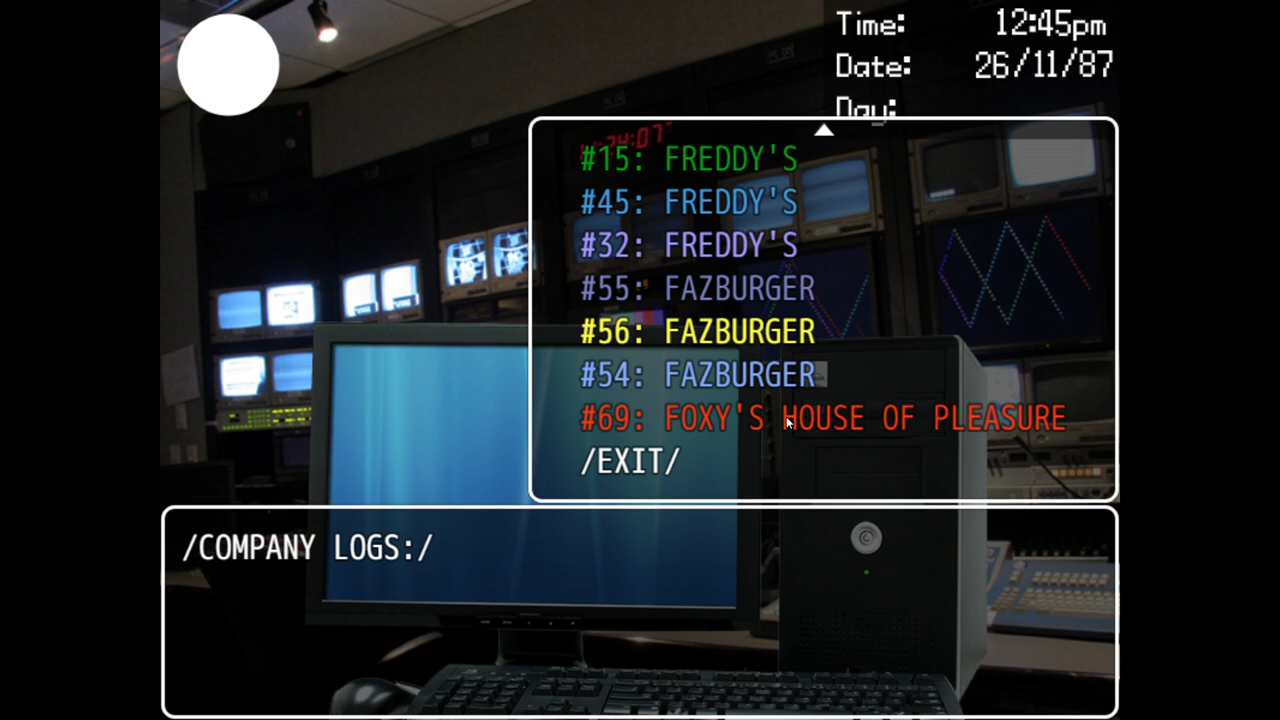 Time: 12:45pm
Date: 26/11/87
Day:
#15: FREDDY'S
#45: FREDDY'S
#32: FREDDY'S
#55: FAZBURGER
#56: FAZBURGER
#54: FAZBURGER
#69: FOXY'S HOUSE OF PLEASURE
/EXIT/
/COMPANY LOGS:/